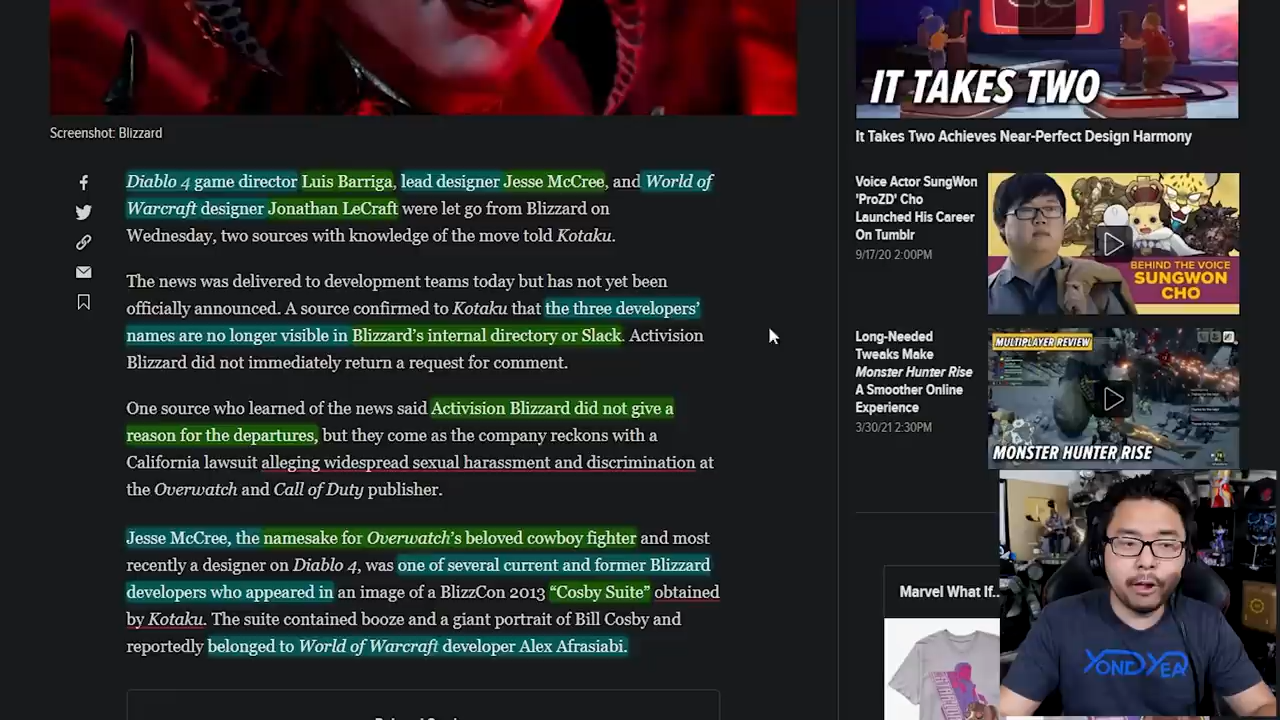 Screenshot: Blizzard
Diablo 4 game director Luis Barriga, lead designer Jesse McCree, and World of
Warcraft designer Jonathan LeCraft were let go from Blizzard on
Wednesday, two sources with knowledge of the move told Kotaku.
The news was delivered to development teams today but has not yet been
officially announced. A source confirmed to Kotaku that the three developers’
names are no longer visible in Blizzard’s internal directory or Slack. Activision
Blizzard did not immediately return a request for comment.
One source who learned of the news said Activision Blizzard did not give a
reason for the departures, but they come as the company reckons with a
California lawsuit alleging widespread sexual harassment and discrimination at
the Overwatch and Call of Duty publisher.
Jesse McCree, the namesake for Overwatch’s beloved cowboy fighter and most
recently a designer on Diablo 4, was one of several current and former Blizzard
developers who appeared in an image of a BlizzCon 2013 “Cosby Suite” obtained
by Kotaku. The suite contained booze and a giant portrait of Bill Cosby and
reportedly belonged to World of Warcraft developer Alex Afrasiabi.
IT TAKES TWO
It Takes Two Achieves Near-Perfect Design Harmony
Voice Actor SungWon
'ProZD' Cho
Launched His Career
On Tumblr
9/17/20 2:00PM
BEHIND THE VOICE
SUNGWON
CHO
Long-Needed
Tweaks Make
Monster Hunter Rise
A Smoother Online
Experience
3/30/21 2:30PM
MULTIPLAYER REVIEW
MONSTER HUNTER RISE
Marvel What If...
YONGYEA